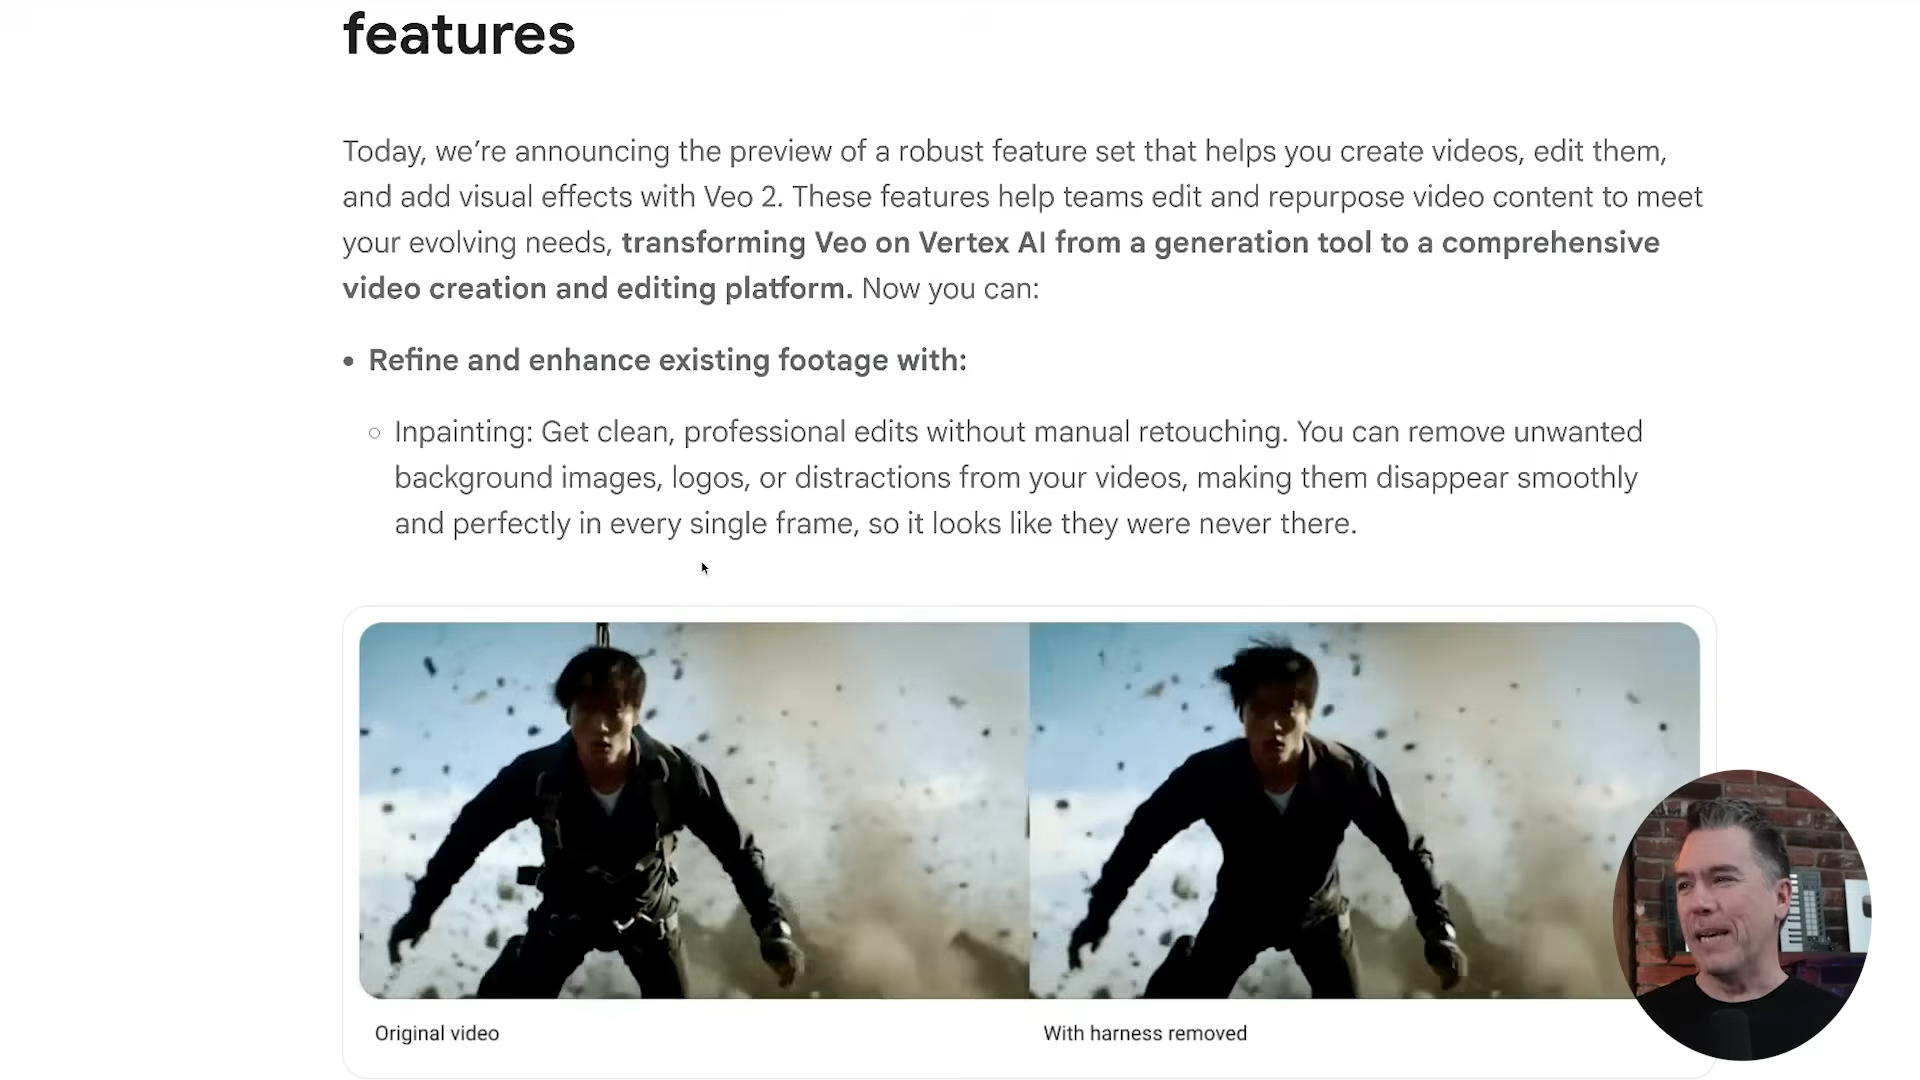 features
Today, we’re announcing the preview of a robust feature set that helps you create videos, edit them,
and add visual effects with Veo 2. These features help teams edit and repurpose video content to meet
your evolving needs, transforming Veo on Vertex AI from a generation tool to a comprehensive
video creation and editing platform. Now you can:
• Refine and enhance existing footage with:
○ Inpainting: Get clean, professional edits without manual retouching. You can remove unwanted
background images, logos, or distractions from your videos, making them disappear smoothly
and perfectly in every single frame, so it looks like they were never there.
Original video
With harness removed